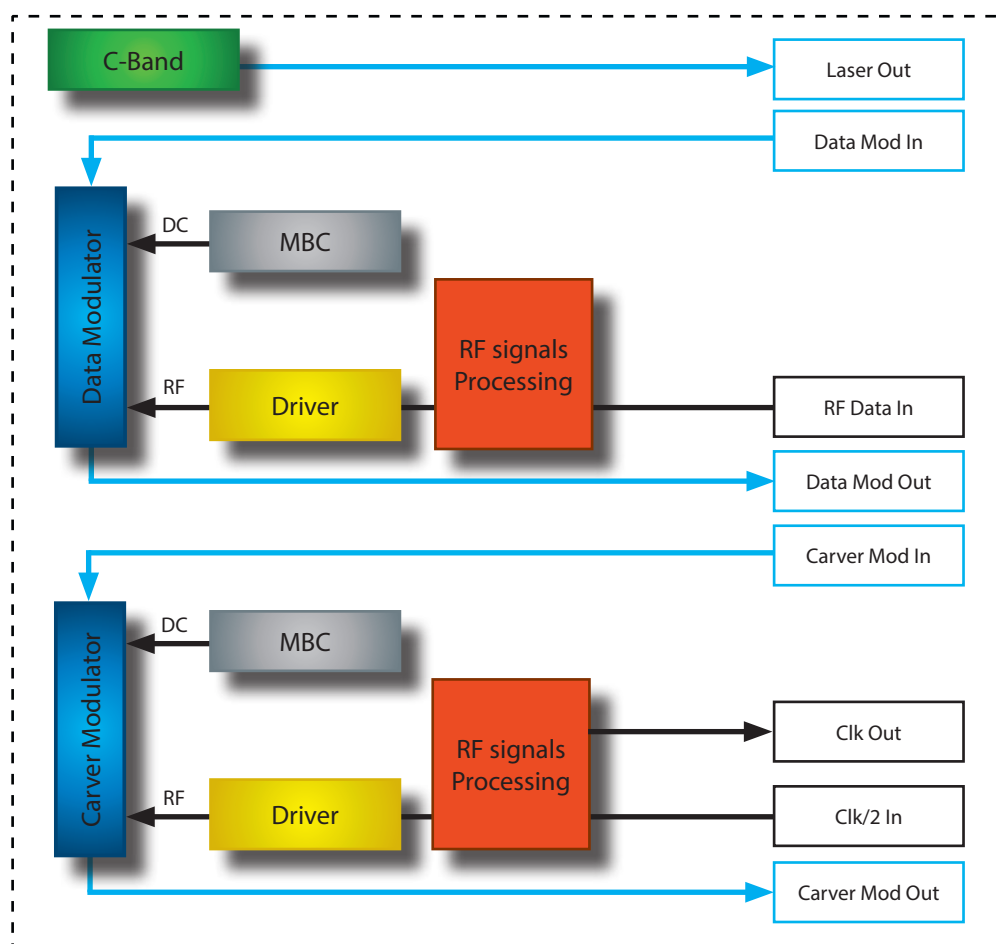 C-Band
Laser Out
Data Mod In
Data Modulator
DC
MBC
RF signals
Processing
RF
Driver
RF Data In
Data Mod Out
Carver Mod In
Carver Modulator
DC
MBC
RF signals
Processing
Clk Out
RF
Driver
Clk/2 In
Carver Mod Out